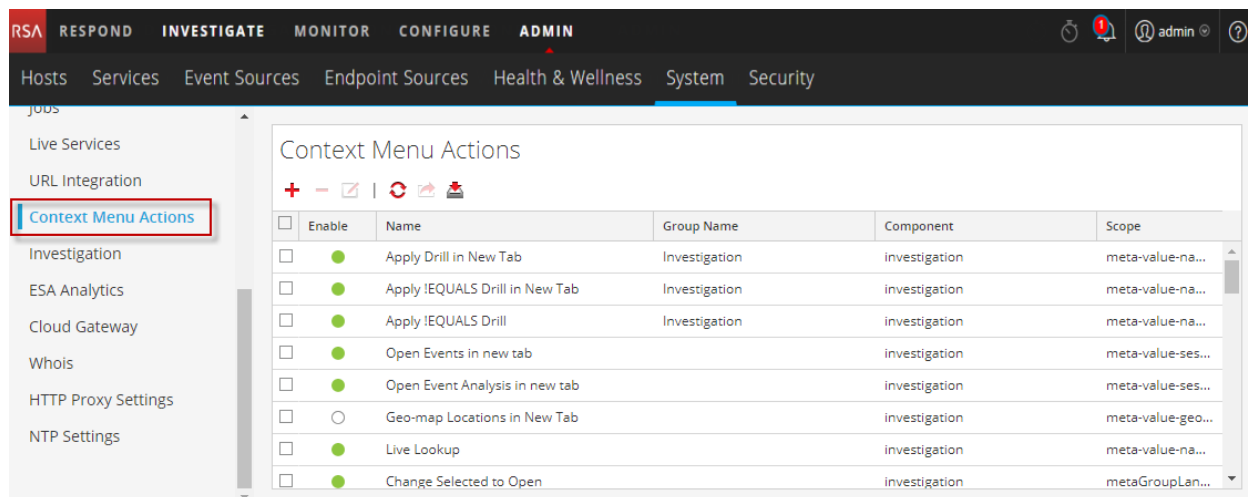 RSA RESPOND INVESTIGATE MONITOR CONFIGURE ADMIN 1 admin ?
Hosts Services Event Sources Endpoint Sources Health & Wellness System Security
Jobs
Live Services
URL Integration
Context Menu Actions
Investigation
ESA Analytics
Cloud Gateway
Whois
HTTP Proxy Settings
NTP Settings
Context Menu Actions
Enable Name Group Name Component Scope
Apply Drill in New Tab Investigation investigation meta-value-na...
Apply !EQUALS Drill in New Tab Investigation investigation meta-value-na...
Apply !EQUALS Drill Investigation investigation meta-value-na...
Open Events in new tab investigation meta-value-ses...
Open Event Analysis in new tab investigation meta-value-ses...
Geo-map Locations in New Tab investigation meta-value-geo...
Live Lookup investigation meta-value-na...
Change Selected to Open investigation metaGroupLan...